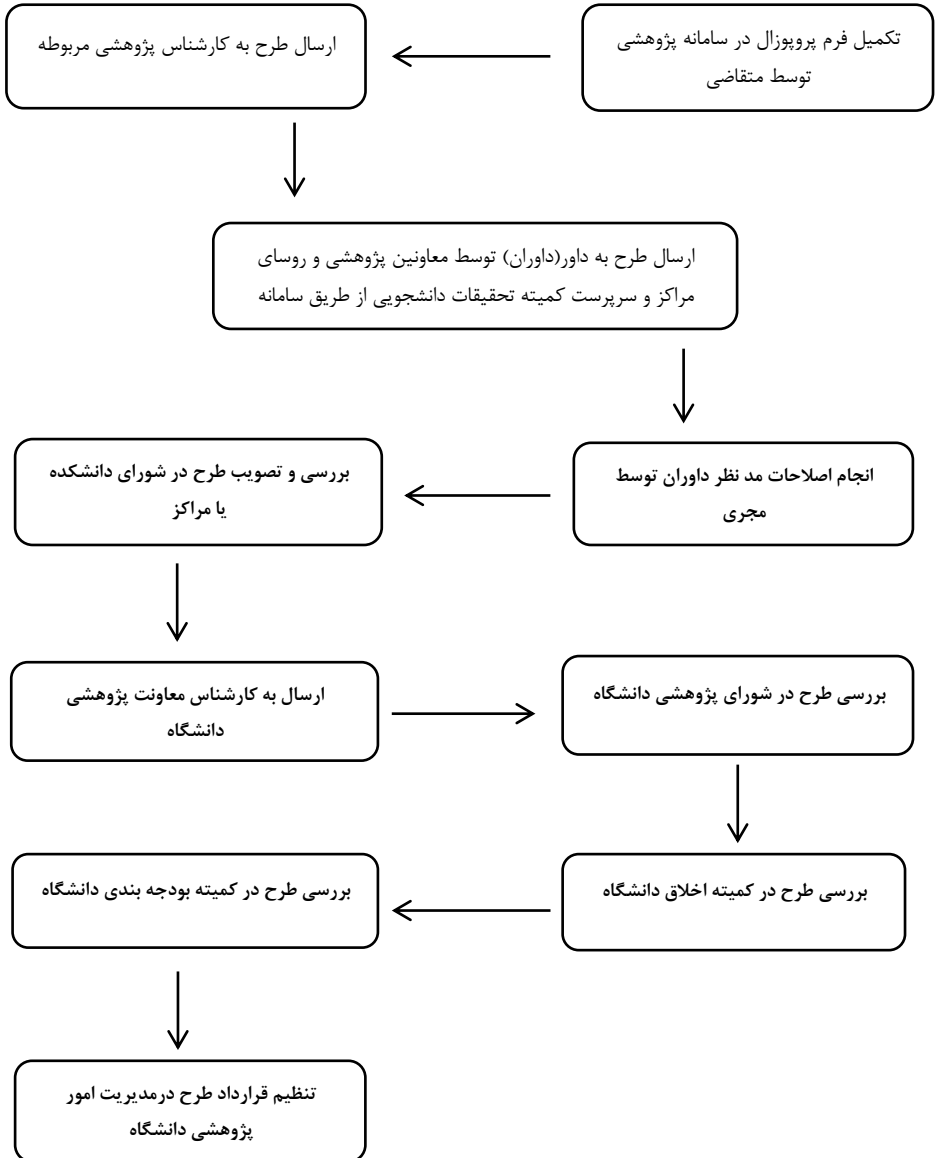 تکمیل فرم پروپوزال در سامانه پژوهشی
توسط متقاضی
ارسال طرح به کارشناس پژوهشی مربوطه
ارسال طرح به داور(داوران) توسط معاونین پژوهشی و روسای
مراکز و سرپرست کمیته تحقیقات دانشجویی از طریق سامانه
انجام اصلاحات مد نظر داوران توسط
مجری
بررسی و تصویب طرح در شورای دانشکده
یا مراکز
ارسال به کارشناس معاونت پژوهشی
دانشگاه
بررسی طرح در شورای پژوهشی دانشگاه
بررسی طرح در کمیته اخلاق دانشگاه
بررسی طرح در کمیته بودجه بندی دانشگاه
تنظیم قرارداد طرح درمدیریت امور
پژوهشی دانشگاه